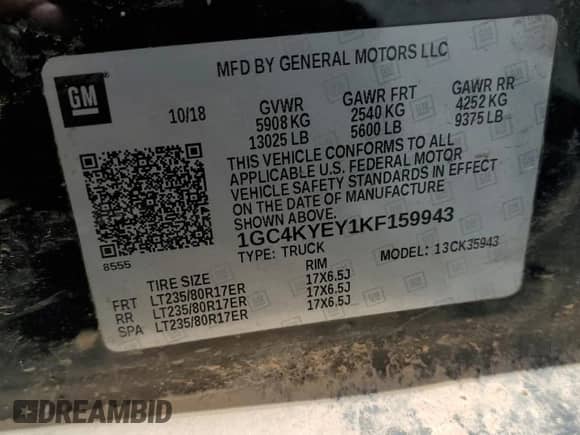 GM
MFD BY GENERAL MOTORS LLC
10/18
GVWR
5908 KG
13025 LB
GAWR FRT
2540 KG
5600 LB
GAWR RR
4252 KG
9375 LB
THIS VEHICLE CONFORMS TO ALL
APPLICABLE U.S. FEDERAL MOTOR
VEHICLE SAFETY STANDARDS IN EFFECT
ON THE DATE OF MANUFACTURE
SHOWN ABOVE.
1GC4KYEY1KF159943
TYPE: TRUCK
MODEL: 13CK35943
8555
TIRE SIZE RIM
FRT LT235/80R17ER 17X6.5J
RR LT235/80R17ER 17X6.5J
SPA LT235/80R17ER 17X6.5J
DREAMBID